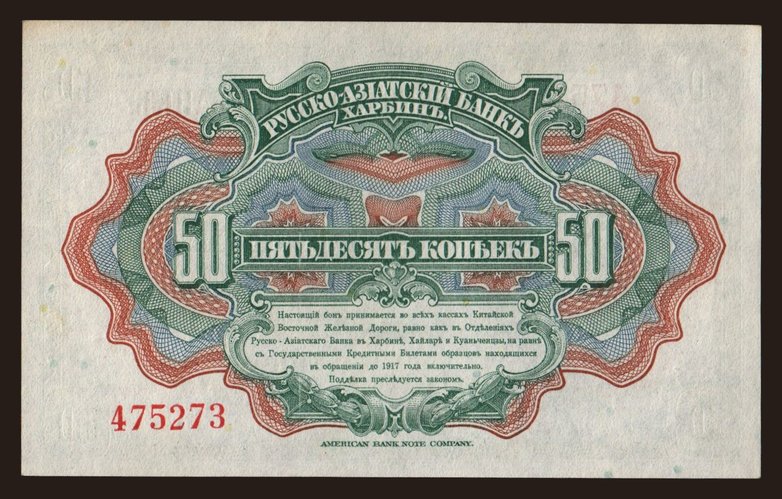 РУССКО-АЗІАТСКІЙ БАНКЪ
ХАРБИНЪ.
50 ПЯТЬДЕСЯТЪ КОПѢЕКЪ 50
Настоящій бонъ принимается во всѣхъ кассахъ Китайской
Восточной Желѣзной Дороги, равно какъ въ Отдѣленіяхъ
Русско-Азіатскаго Банка въ Харбинѣ, Хайларѣ и Куаньченцзы, на равнѣ
съ Государственными Кредитными Билетами образцовъ находящихся
въ обращеніи до 1917 года включительно.
Поддѣлка преслѣдуется закономъ.
475273
AMERICAN BANK NOTE COMPANY.